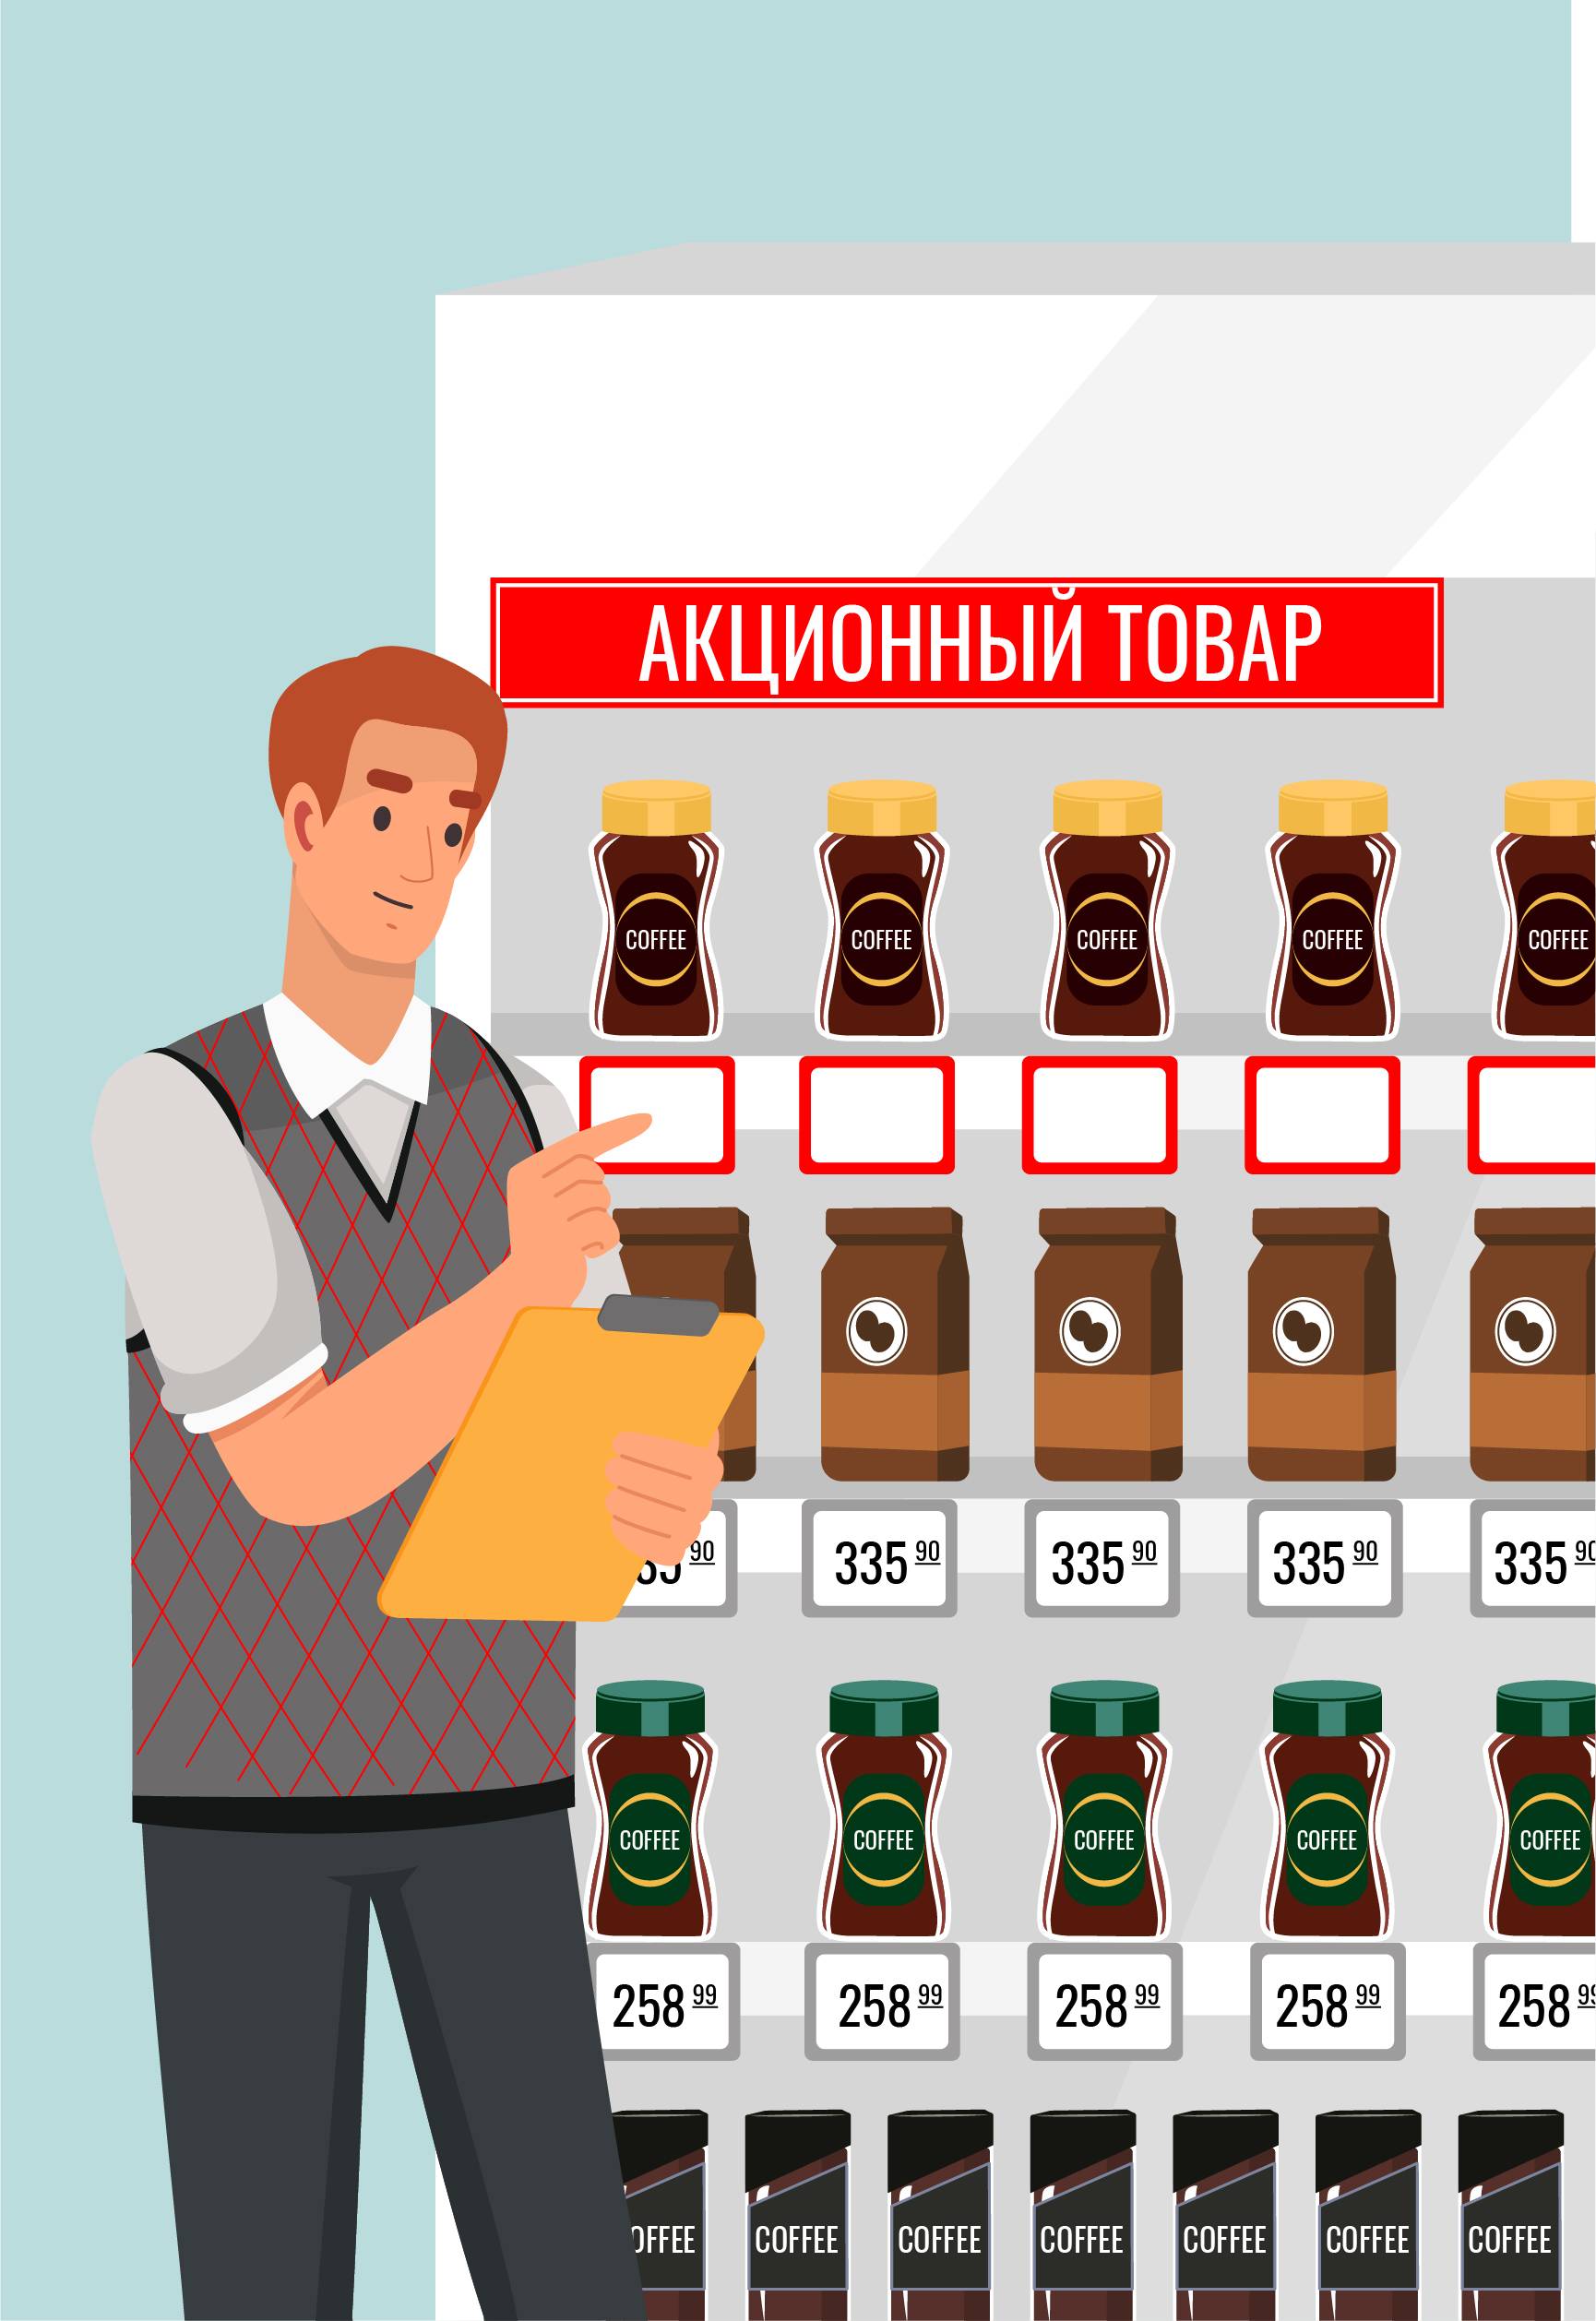 АКЦИОННЫЙ ТОВАР
COFFEE COFFEE COFFEE COFFEE COFFEE
90 335 90 335 90 335 90 335 90
COFFEE COFFEE COFFEE COFFEE COFFEE
258 99 258 99 258 99 258 99 258 99
COFFEE COFFEE COFFEE COFFEE COFFEE COFFEE